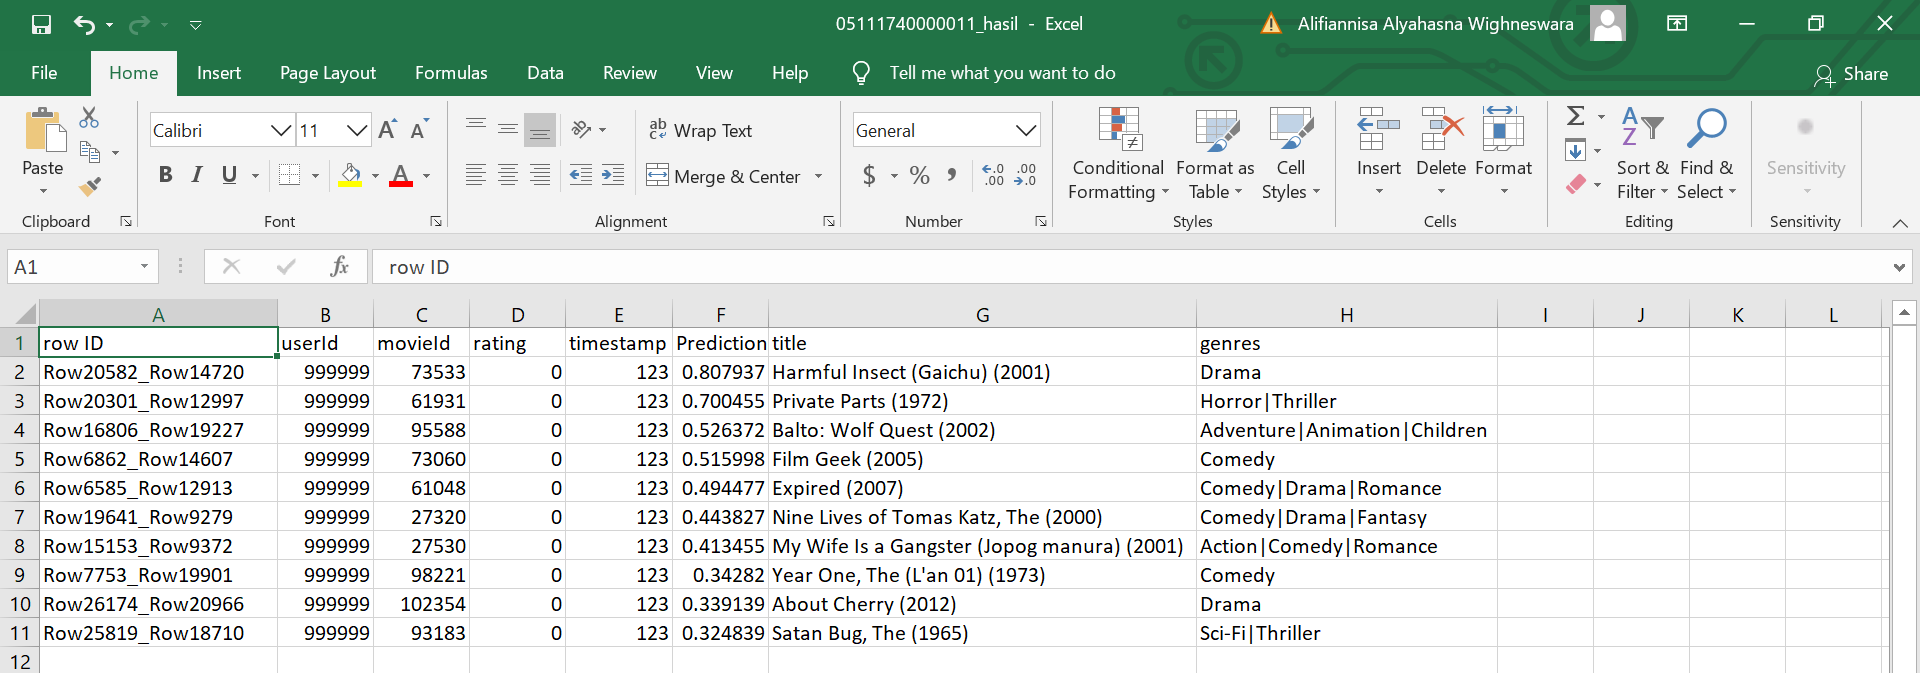 05111740000011_hasil - Excel
Alifiannisa Alyahasna Wighneswara
File Home Insert Page Layout Formulas Data Review View Help Tell me what you want to do Share
Calibri 11 A A ab Wrap Text General
Paste B I U A Merge & Center $ % , .00 .0
Conditional Formatting
Format as Table
Cell Styles
Insert Delete Format
Sort & Filter
Find & Select
Sensitivity
Clipboard Font Alignment Number Styles Cells Editing Sensitivity
A1 fx row ID
A B C D E F G H I J K L
1 row ID userId movieId rating timestamp Prediction title genres
2 Row20582_Row14720 999999 73533 0 123 0.807937 Harmful Insect (Gaichu) (2001) Drama
3 Row20301_Row12997 999999 61931 0 123 0.700455 Private Parts (1972) Horror|Thriller
4 Row16806_Row19227 999999 95588 0 123 0.526372 Balto: Wolf Quest (2002) Adventure|Animation|Children
5 Row6862_Row14607 999999 73060 0 123 0.515998 Film Geek (2005) Comedy
6 Row6585_Row12913 999999 61048 0 123 0.494477 Expired (2007) Comedy|Drama|Romance
7 Row19641_Row9279 999999 27320 0 123 0.443827 Nine Lives of Tomas Katz, The (2000) Comedy|Drama|Fantasy
8 Row15153_Row9372 999999 27530 0 123 0.413455 My Wife Is a Gangster (Jopog manura) (2001) Action|Comedy|Romance
9 Row7753_Row19901 999999 98221 0 123 0.34282 Year One, The (L'an 01) (1973) Comedy
10 Row26174_Row20966 999999 102354 0 123 0.339139 About Cherry (2012) Drama
11 Row25819_Row18710 999999 93183 0 123 0.324839 Satan Bug, The (1965) Sci-Fi|Thriller
12